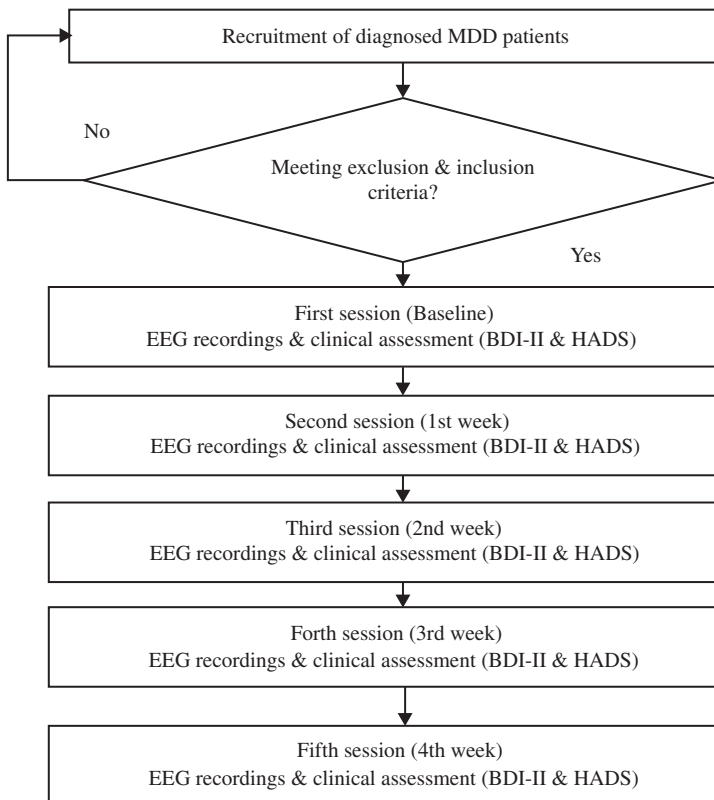 Recruitment of diagnosed MDD patients
No
Meeting exclusion & inclusion
criteria?
Yes
First session (Baseline)
EEG recordings & clinical assessment (BDI-II & HADS)
Second session (1st week)
EEG recordings & clinical assessment (BDI-II & HADS)
Third session (2nd week)
EEG recordings & clinical assessment (BDI-II & HADS)
Forth session (3rd week)
EEG recordings & clinical assessment (BDI-II & HADS)
Fifth session (4th week)
EEG recordings & clinical assessment (BDI-II & HADS)